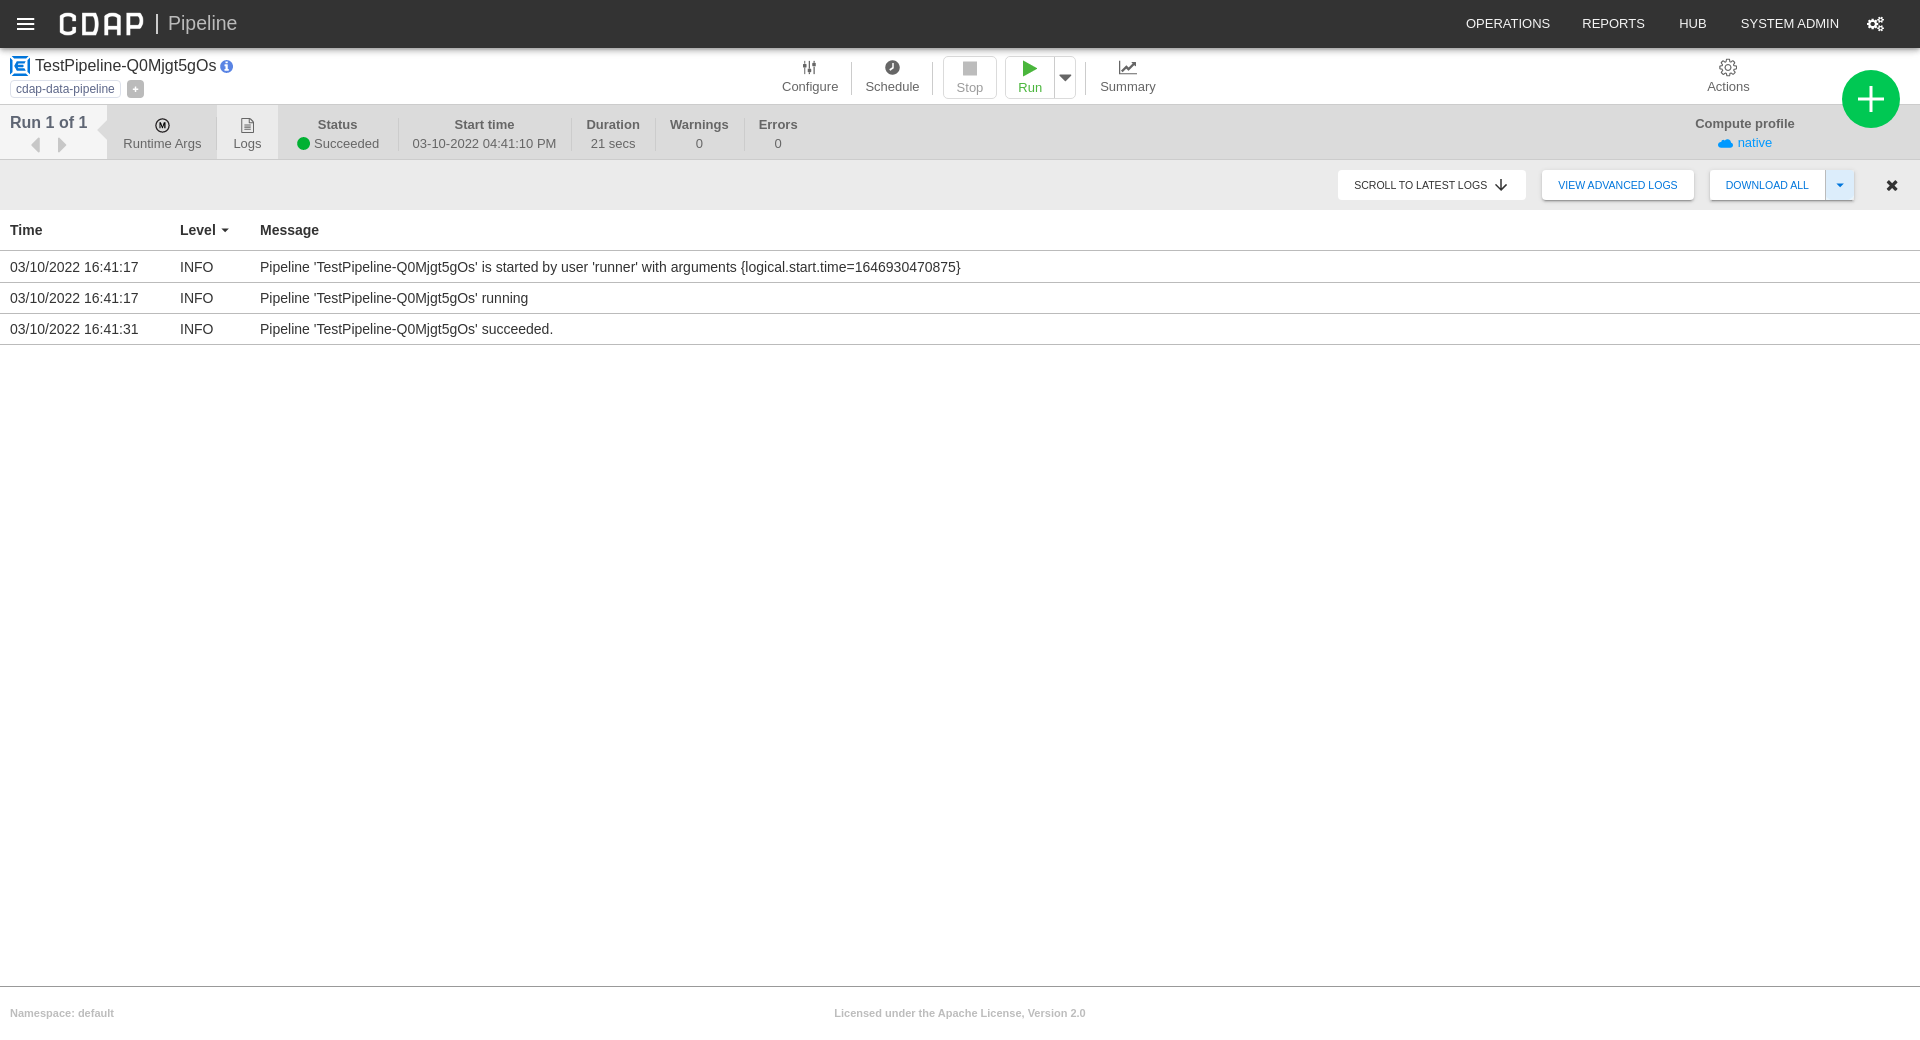 CDAP | Pipeline OPERATIONS REPORTS HUB SYSTEM ADMIN
TestPipeline-Q0Mjgt5gOs
cdap-data-pipeline +
Configure Schedule Stop Run Summary Actions
Run 1 of 1
M
Runtime Args
Logs
Status
Succeeded
Start time
03-10-2022 04:41:10 PM
Duration
21 secs
Warnings
0
Errors
0
Compute profile
native
SCROLL TO LATEST LOGS VIEW ADVANCED LOGS DOWNLOAD ALL
Time Level Message
03/10/2022 16:41:17 INFO Pipeline 'TestPipeline-Q0Mjgt5gOs' is started by user 'runner' with arguments {logical.start.time=1646930470875}
03/10/2022 16:41:17 INFO Pipeline 'TestPipeline-Q0Mjgt5gOs' running
03/10/2022 16:41:31 INFO Pipeline 'TestPipeline-Q0Mjgt5gOs' succeeded.
Namespace: default Licensed under the Apache License, Version 2.0